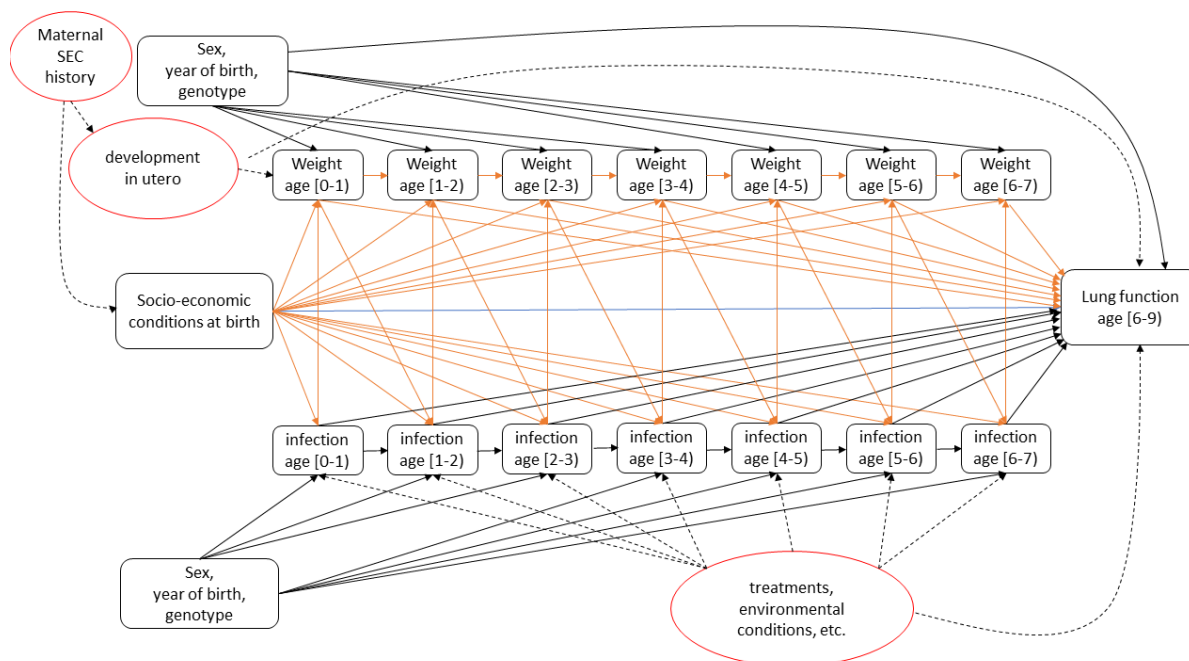 Maternal
SEC
history
Sex,
year of birth,
genotype
development
in utero
Weight
age [0-1)
Weight
age [1-2)
Weight
age [2-3)
Weight
age [3-4)
Weight
age [4-5)
Weight
age [5-6)
Weight
age [6-7)
Socio-economic
conditions at birth
Lung function
age [6-9)
infection
age [0-1)
infection
age [1-2)
infection
age [2-3)
infection
age [3-4)
infection
age [4-5)
infection
age [5-6)
infection
age [6-7)
Sex,
year of birth,
genotype
treatments,
environmental
conditions, etc.